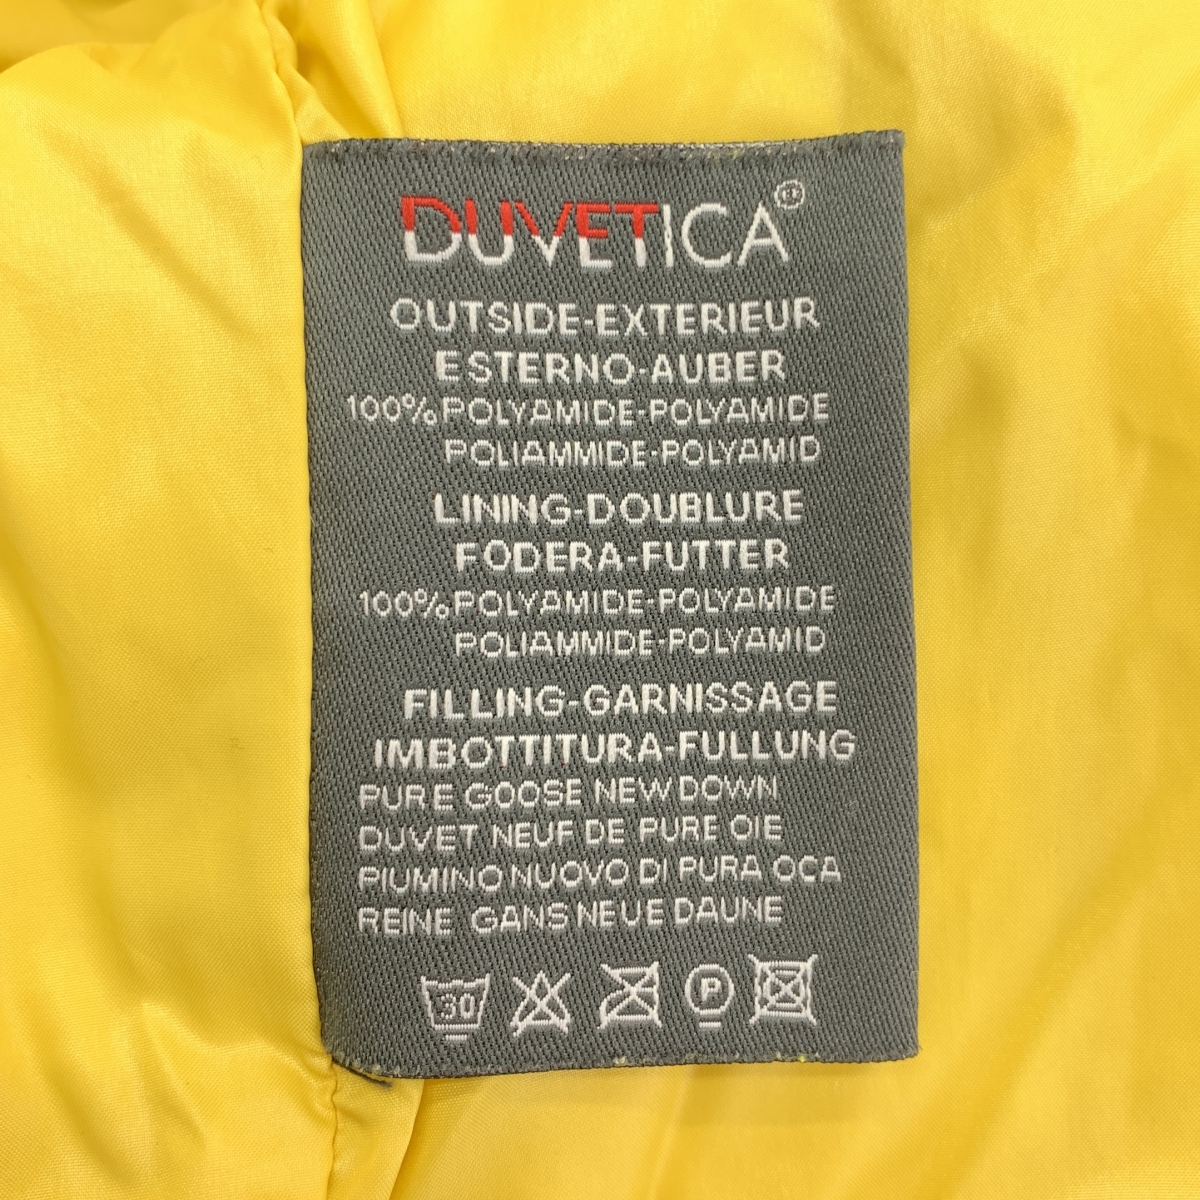 DUVETICA®
OUTSIDE-EXTERIEUR
ESTERNO-AUBER
100%POLYAMIDE-POLYAMIDE
POLIAMMIDE-POLYAMID
LINING-DOUBLURE
FODERA-FUTTER
100%POLYAMIDE-POLYAMIDE
POLIAMMIDE-POLYAMID
FILLING-GARNISSAGE
IMBOTTITURA-FULLUNG
PURE GOOSE NEW DOWN
DUVET NEUF DE PURE OIE
PIUMINO NUOVO DI PURA OCA
REINE GANS NEUE DAUNE
30 P